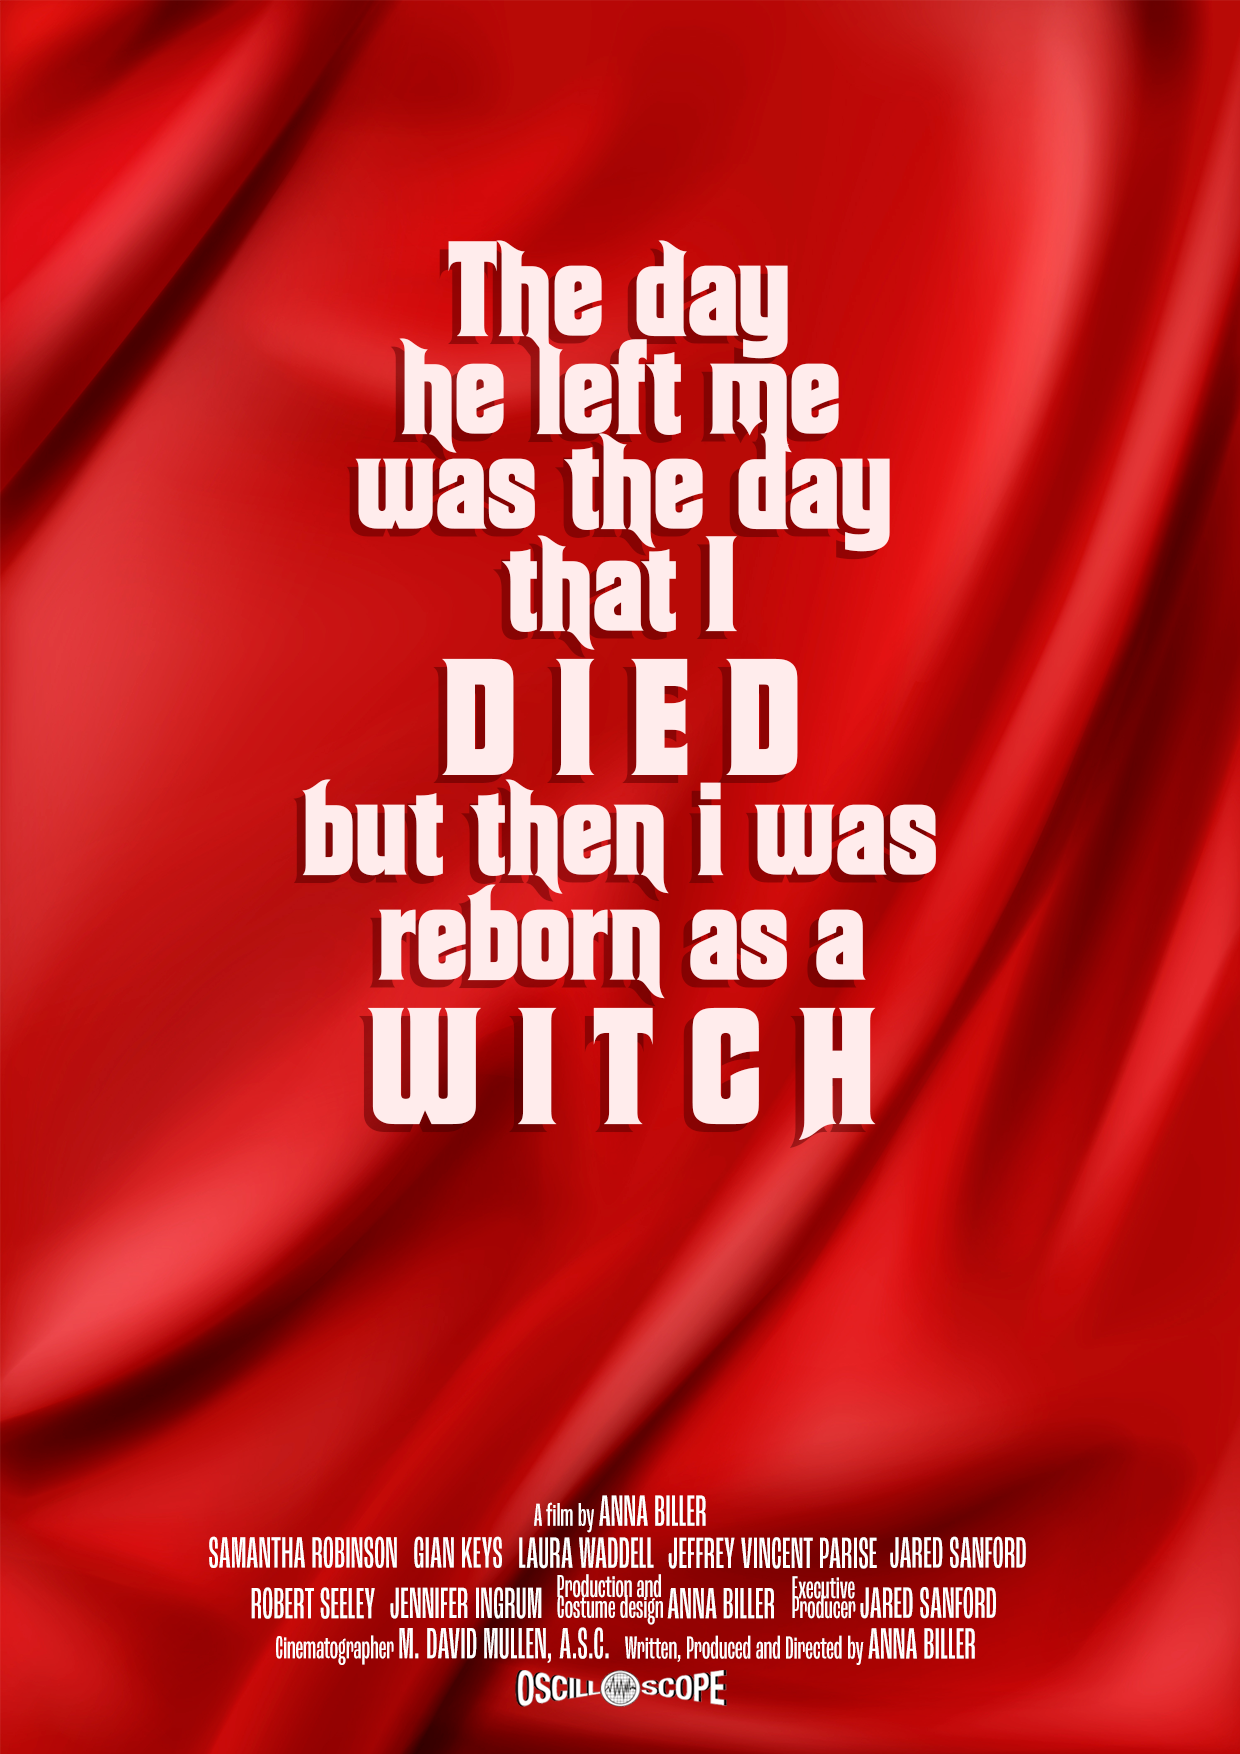 The day
he left me
was the day
that I
DIED
but then i was
reborn as a
WITCH
A film by ANNA BILLER
SAMANTHA ROBINSON GIAN KEYS LAURA WADDELL JEFFREY VINCENT PARISE JARED SANFORD
ROBERT SEELEY JENNIFER INGRUM Production and Costume design ANNA BILLER Executive Producer JARED SANFORD
Cinematographer M. DAVID MULLEN, A.S.C. Written, Produced and Directed by ANNA BILLER
OSCILLOSCOPE